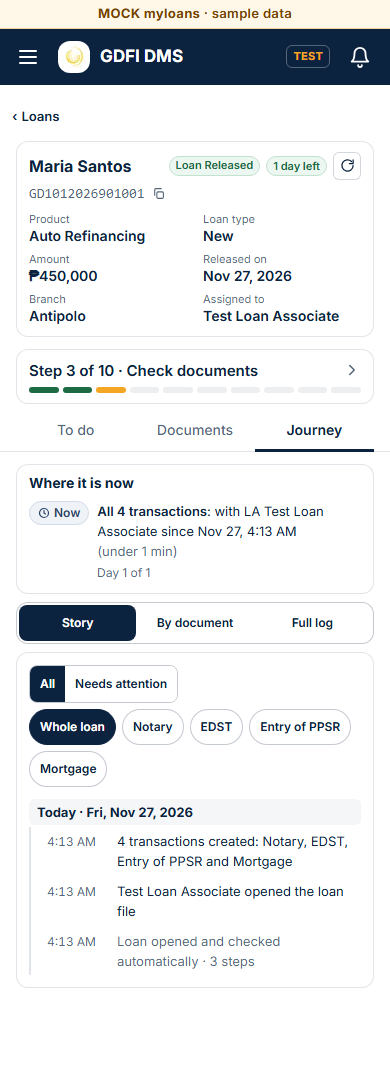 MOCK myloans · sample data
GDFI DMS
TEST
‹ Loans
Maria Santos
Loan Released
1 day left
GD1012026901001
Product
Loan type
Auto Refinancing
New
Amount
Released on
₱450,000
Nov 27, 2026
Branch
Assigned to
Antipolo
Test Loan Associate
Step 3 of 10 · Check documents
To do
Documents
Journey
Where it is now
Now
All 4 transactions: with LA Test Loan
Associate since Nov 27, 4:13 AM
(under 1 min)
Day 1 of 1
Story
By document
Full log
All
Needs attention
Whole loan
Notary
EDST
Entry of PPSR
Mortgage
Today · Fri, Nov 27, 2026
4:13 AM
4 transactions created: Notary, EDST,
Entry of PPSR and Mortgage
4:13 AM
Test Loan Associate opened the loan
file
4:13 AM
Loan opened and checked
automatically · 3 steps